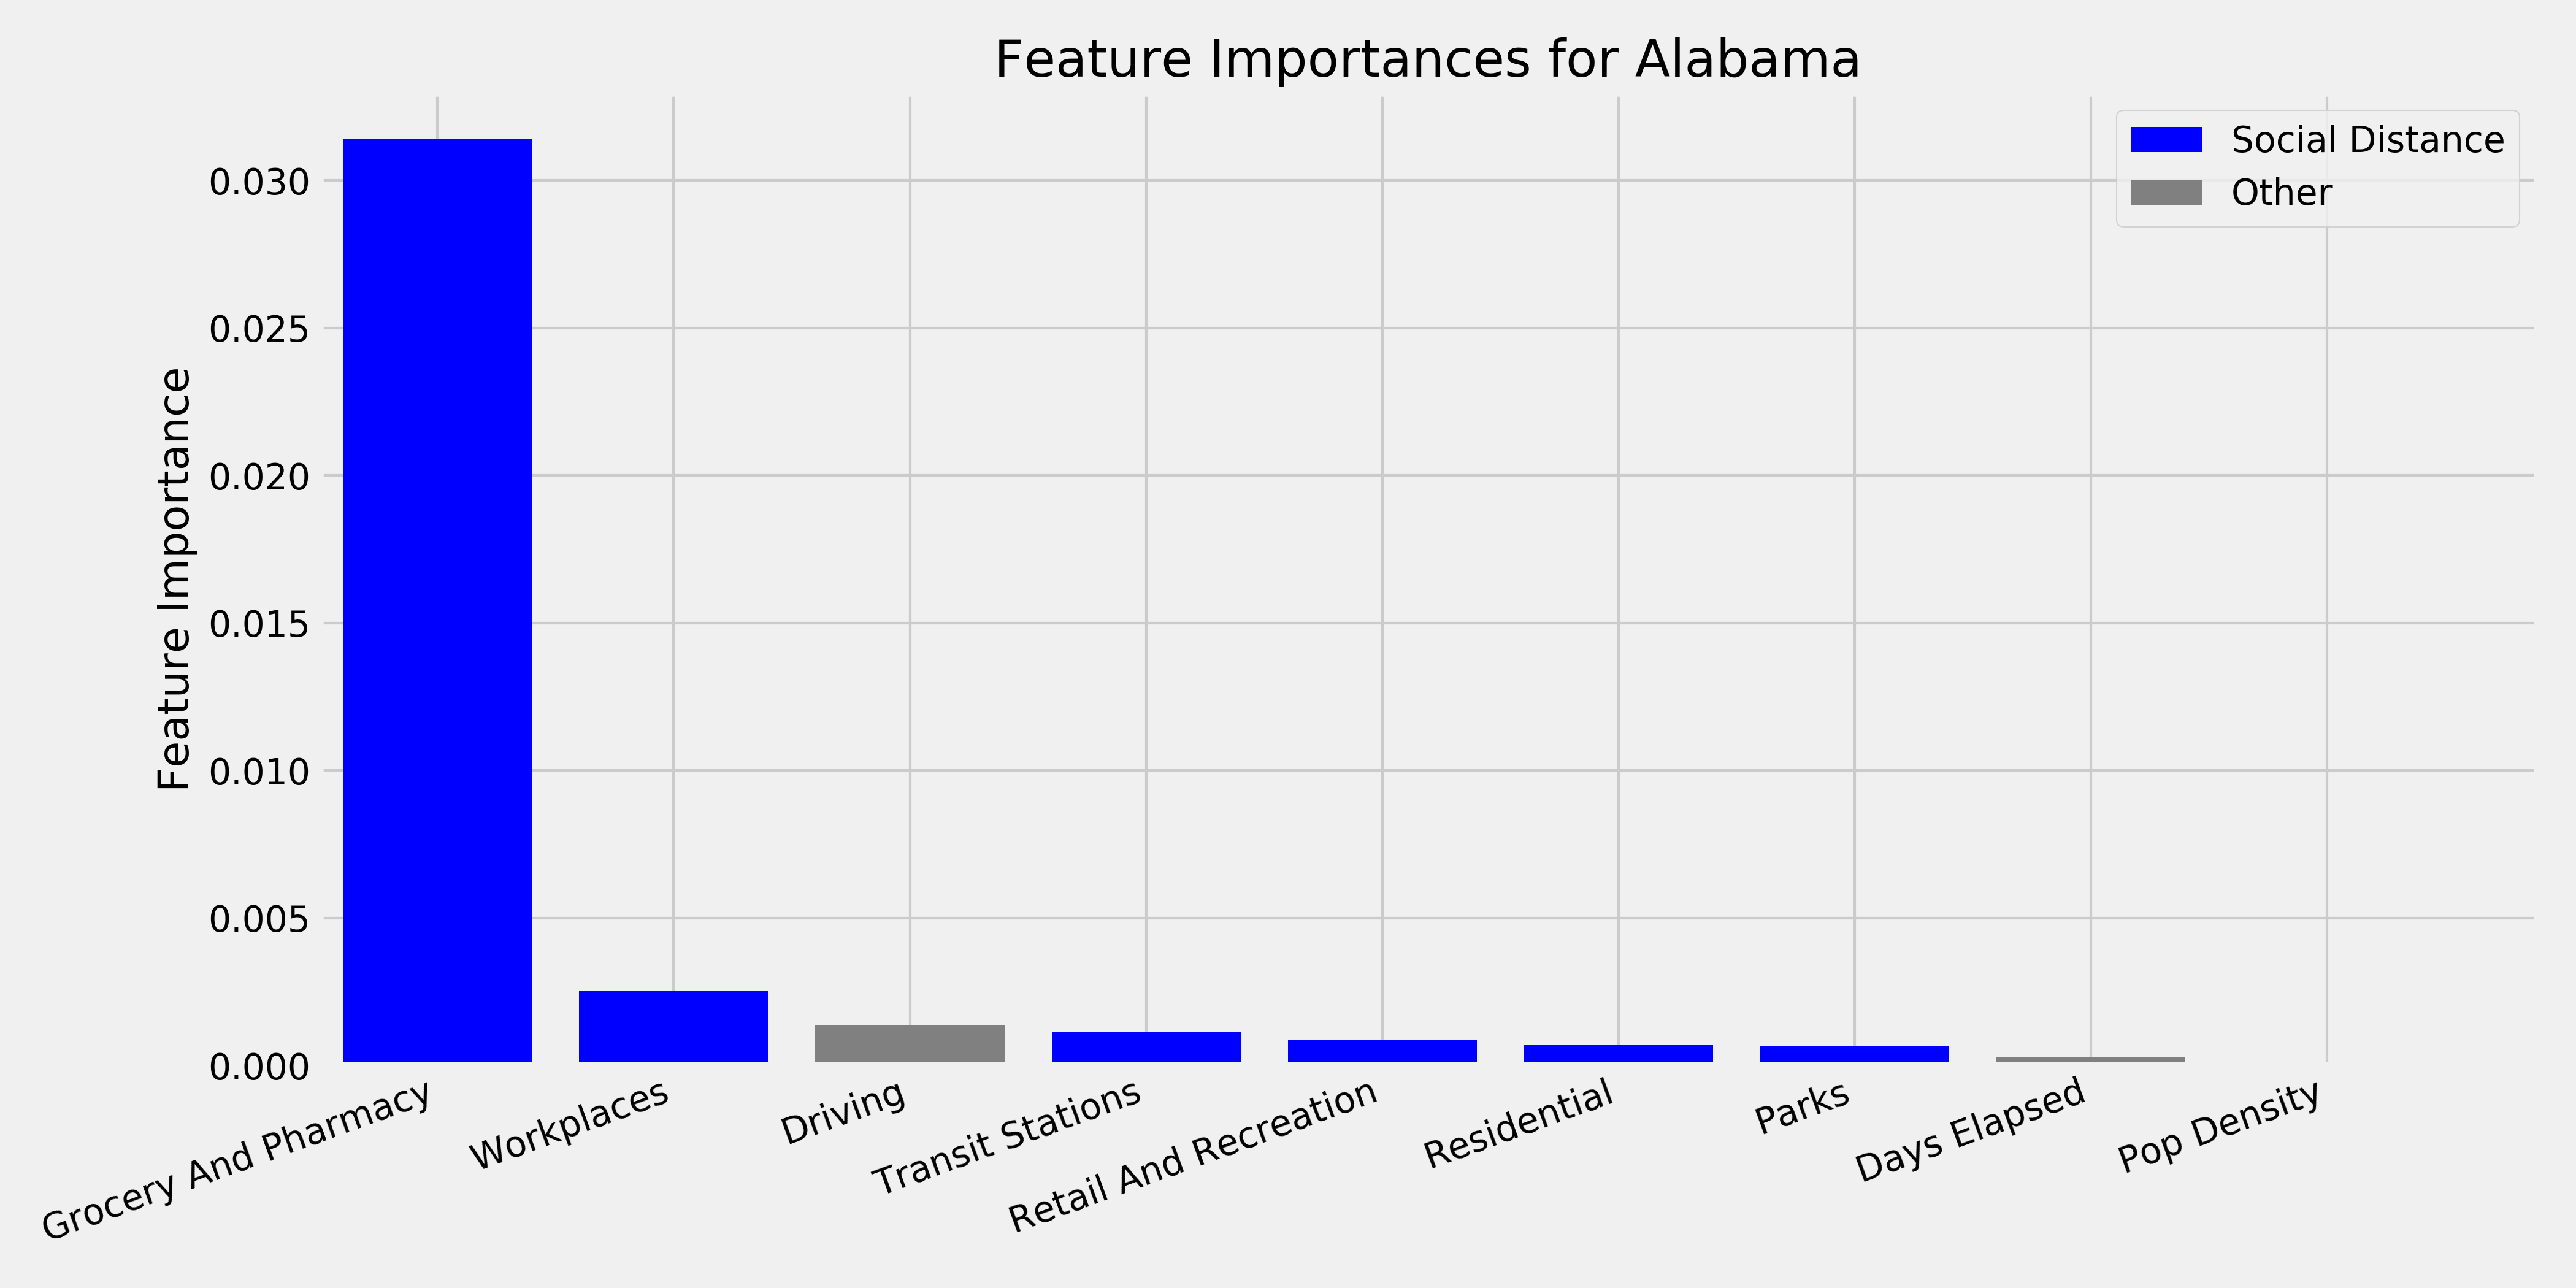 Feature Importances for Alabama
Social Distance
Other
Feature Importance
0.030
0.025
0.020
0.015
0.010
0.005
0.000
Grocery And Pharmacy
Workplaces
Driving
Transit Stations
Retail And Recreation
Residential
Parks
Days Elapsed
Pop Density